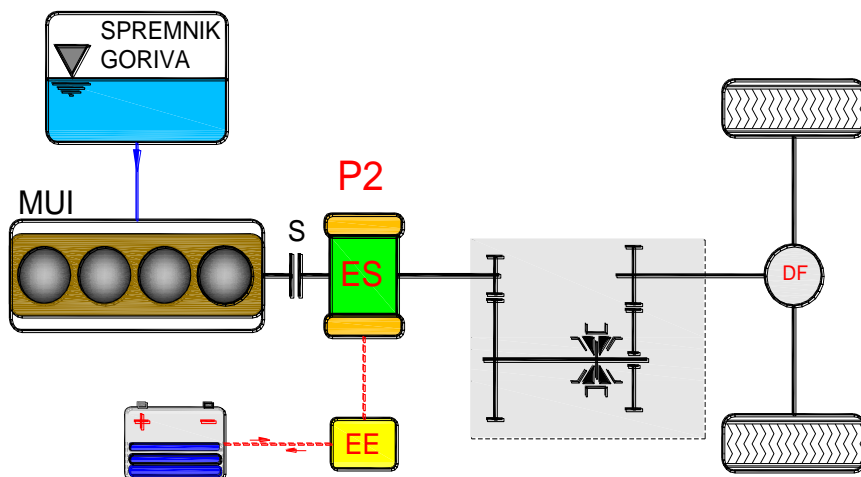 SPREMNIK
GORIVA
MUI
S
P2
ES
DF
+ −
EE